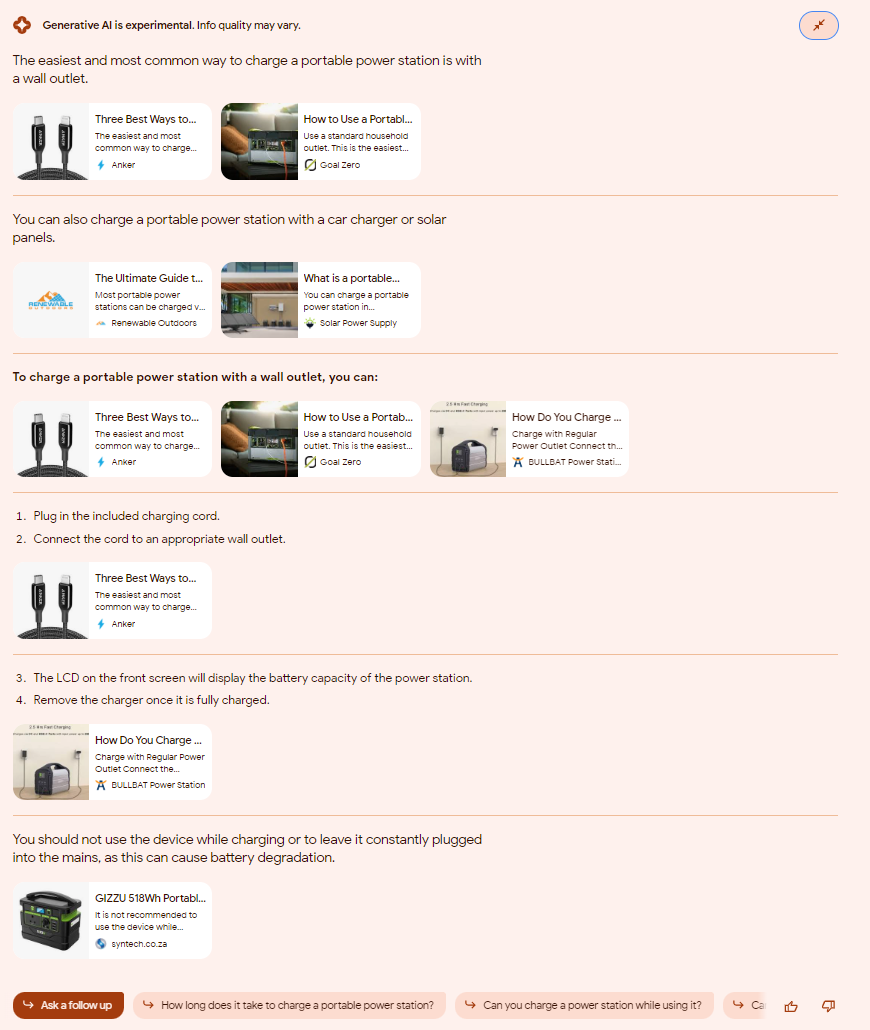 Generative AI is experimental. Info quality may vary.
The easiest and most common way to charge a portable power station is with
a wall outlet.
Three Best Ways to...
The easiest and most
common way to charge...
Anker
How to Use a Portabl...
Use a standard household
outlet. This is the easiest...
Goal Zero
You can also charge a portable power station with a car charger or solar
panels.
RENEWABLE
OUTDOORS
The Ultimate Guide t...
Most portable power
stations can be charged v...
Renewable Outdoors
What is a portable...
You can charge a portable
power station in...
Solar Power Supply
To charge a portable power station with a wall outlet, you can:
Three Best Ways to...
The easiest and most
common way to charge...
Anker
How to Use a Portab...
Use a standard household
outlet. This is the easiest...
Goal Zero
How Do You Charge ...
Charge with Regular
Power Outlet Connect th...
BULLBAT Power Stati...
1. Plug in the included charging cord.
2. Connect the cord to an appropriate wall outlet.
Three Best Ways to...
The easiest and most
common way to charge...
Anker
3. The LCD on the front screen will display the battery capacity of the power station.
4. Remove the charger once it is fully charged.
How Do You Charge ...
Charge with Regular Power
Outlet Connect the...
BULLBAT Power Station
You should not use the device while charging or to leave it constantly plugged
into the mains, as this can cause battery degradation.
GIZZU 518Wh Portabl...
It is not recommended to
use the device while...
syntech.co.za
Ask a follow up
How long does it take to charge a portable power station?
Can you charge a power station while using it?
Ca